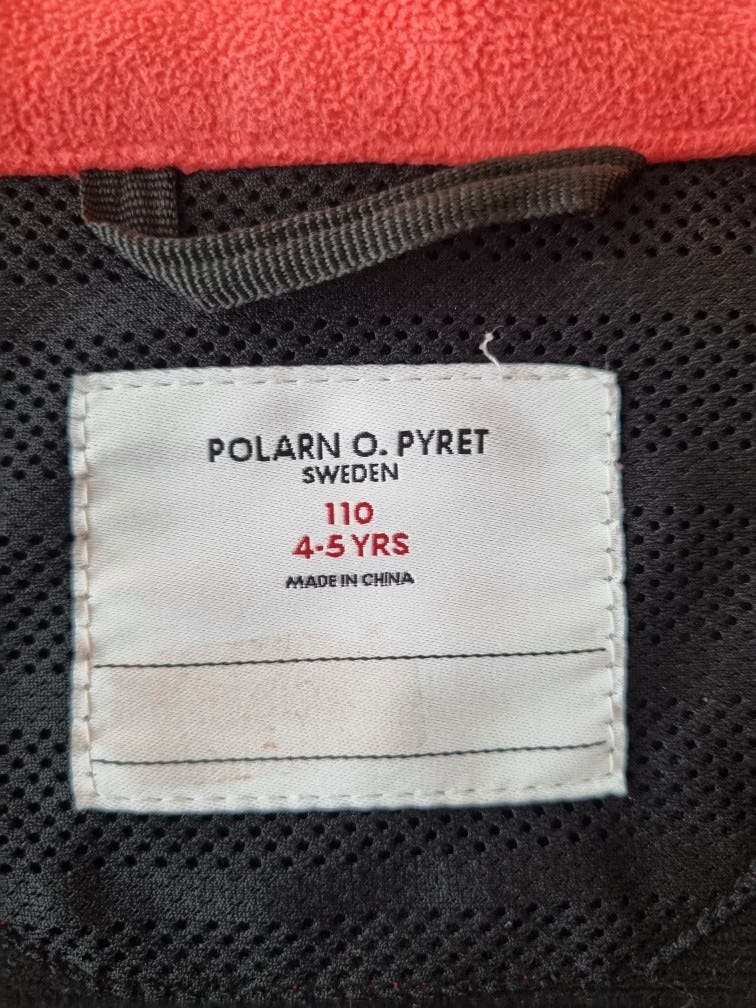 POLARN O. PYRET
SWEDEN
110
4-5 YRS
MADE IN CHINA